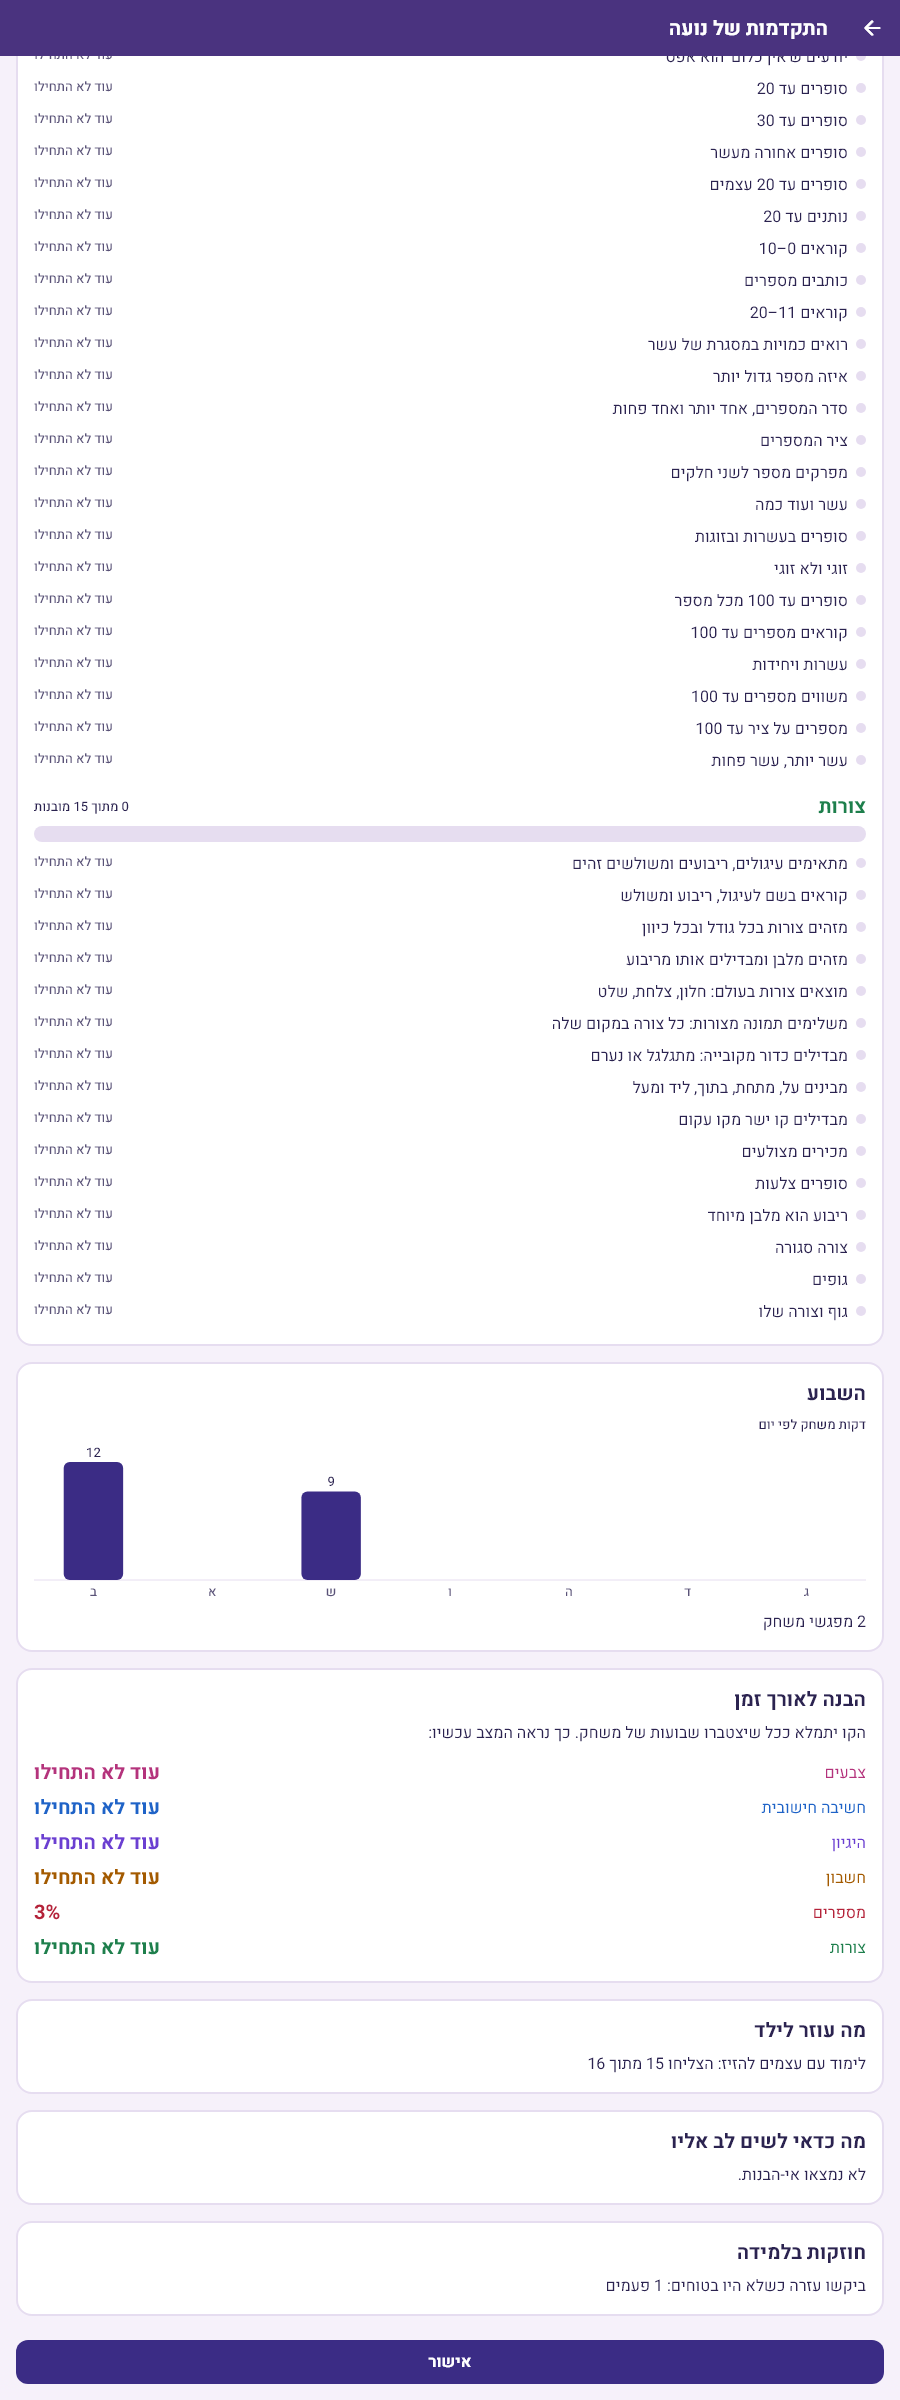 התקדמות של נועה
סופרים עד 20 עוד לא התחילו
סופרים עד 30 עוד לא התחילו
סופרים אחורה מעשר עוד לא התחילו
סופרים עד 20 עצמים עוד לא התחילו
נותנים עד 20 עוד לא התחילו
קוראים 0–10 עוד לא התחילו
כותבים מספרים עוד לא התחילו
קוראים 11–20 עוד לא התחילו
רואים כמויות במסגרת של עשר עוד לא התחילו
איזה מספר גדול יותר עוד לא התחילו
סדר המספרים, אחד יותר ואחד פחות עוד לא התחילו
ציר המספרים עוד לא התחילו
מפרקים מספר לשני חלקים עוד לא התחילו
עשר ועוד כמה עוד לא התחילו
סופרים בעשרות ובזוגות עוד לא התחילו
זוגי ולא זוגי עוד לא התחילו
סופרים עד 100 מכל מספר עוד לא התחילו
קוראים מספרים עד 100 עוד לא התחילו
עשרות ויחידות עוד לא התחילו
משווים מספרים עד 100 עוד לא התחילו
מספרים על ציר עד 100 עוד לא התחילו
עשר יותר, עשר פחות עוד לא התחילו
צורות 0 מתוך 15 מובנות
מתאימים עיגולים, ריבועים ומשולשים זהים עוד לא התחילו
קוראים בשם לעיגול, ריבוע ומשולש עוד לא התחילו
מזהים צורות בכל גודל ובכל כיוון עוד לא התחילו
מזהים מלבן ומבדילים אותו מריבוע עוד לא התחילו
מוצאים צורות בעולם: חלון, צלחת, שלט עוד לא התחילו
משלימים תמונה מצורות: כל צורה במקום שלה עוד לא התחילו
מבדילים כדור מקובייה: מתגלגל או נערם עוד לא התחילו
מבינים על, מתחת, בתוך, ליד ומעל עוד לא התחילו
מבדילים קו ישר מקו עקום עוד לא התחילו
מכירים מצולעים עוד לא התחילו
סופרים צלעות עוד לא התחילו
ריבוע הוא מלבן מיוחד עוד לא התחילו
צורה סגורה עוד לא התחילו
גופים עוד לא התחילו
גוף וצורה שלו עוד לא התחילו
השבוע
דקות משחק לפי יום
12
9
ג ד ה ו ש א ב
2 מפגשי משחק
הבנה לאורך זמן
הקו יתמלא ככל שיצטברו שבועות של משחק. כך נראה המצב עכשיו:
צבעים עוד לא התחילו
חשיבה חישובית עוד לא התחילו
היגיון עוד לא התחילו
חשבון עוד לא התחילו
מספרים 3%
צורות עוד לא התחילו
מה עוזר לילד
לימוד עם עצמים להזיז: הצליחו 15 מתוך 16
מה כדאי לשים לב אליו
לא נמצאו אי-הבנות.
חוזקות בלמידה
ביקשו עזרה כשלא היו בטוחים: 1 פעמים
אישור